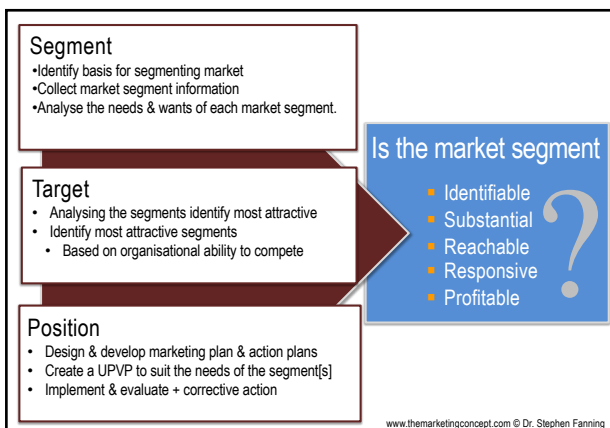 Segment
•Identify basis for segmenting market
•Collect market segment information
•Analyse the needs & wants of each market segment.
Target
• Analysing the segments identify most attractive
• Identify most attractive segments
• Based on organisational ability to compete
Position
• Design & develop marketing plan & action plans
• Create a UPVP to suit the needs of the segment[s]
• Implement & evaluate + corrective action
Is the market segment
▪ Identifiable
▪ Substantial
▪ Reachable
▪ Responsive
▪ Profitable
?
www.themarketingconcept.com © Dr. Stephen Fanning